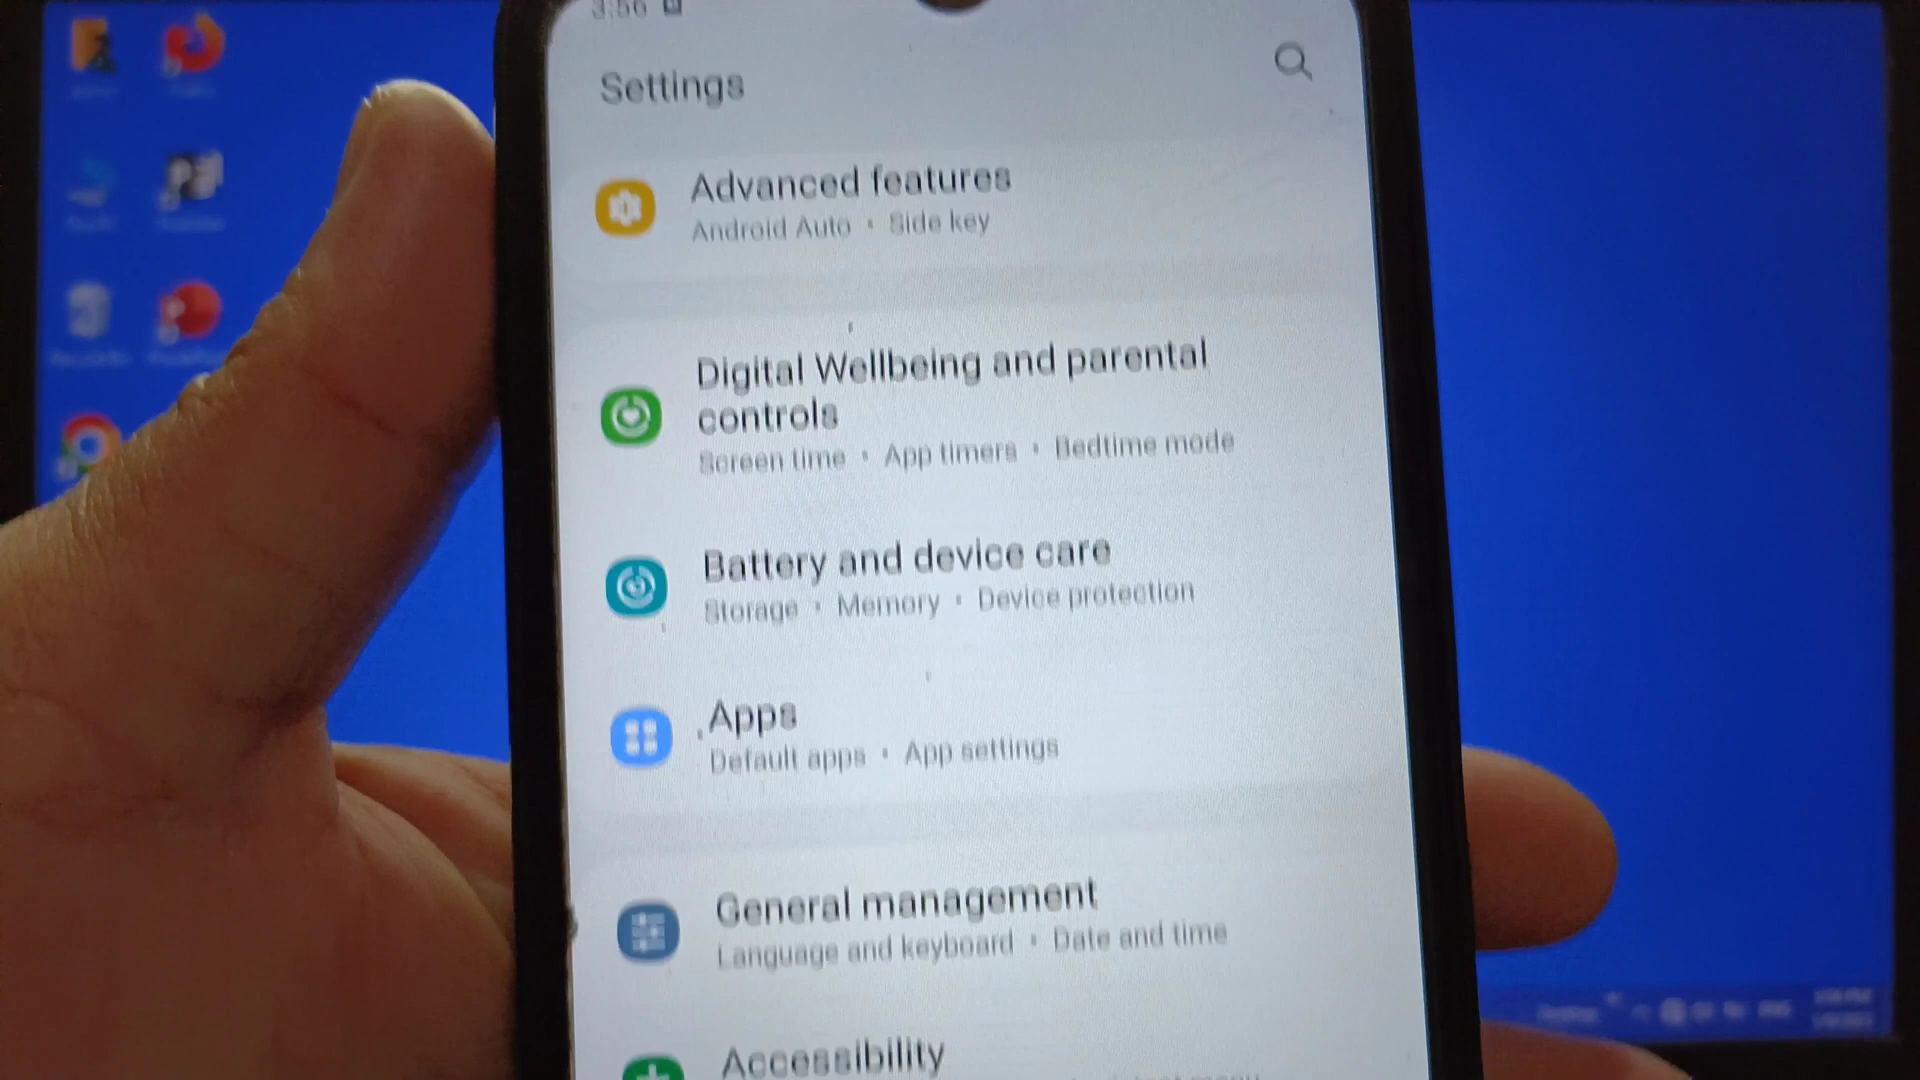 3:56
Settings
Advanced features
Android Auto • Side key
Digital Wellbeing and parental
controls
Screen time • App timers • Bedtime mode
Battery and device care
Storage • Memory • Device protection
Apps
Default apps • App settings
General management
Language and keyboard • Date and time
Accessibility